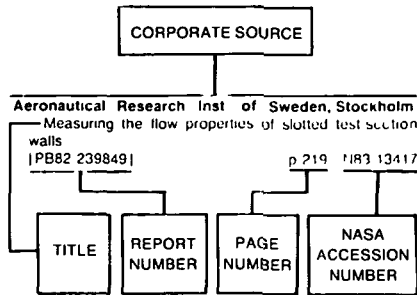 CORPORATE SOURCE
Aeronautical Research Inst of Sweden, Stockholm
Measuring the flow properties of slotted test section
walls
|PB82 239849| p 219 N83 13417
TITLE
REPORT
NUMBER
PAGE
NUMBER
NASA
ACCESSION
NUMBER